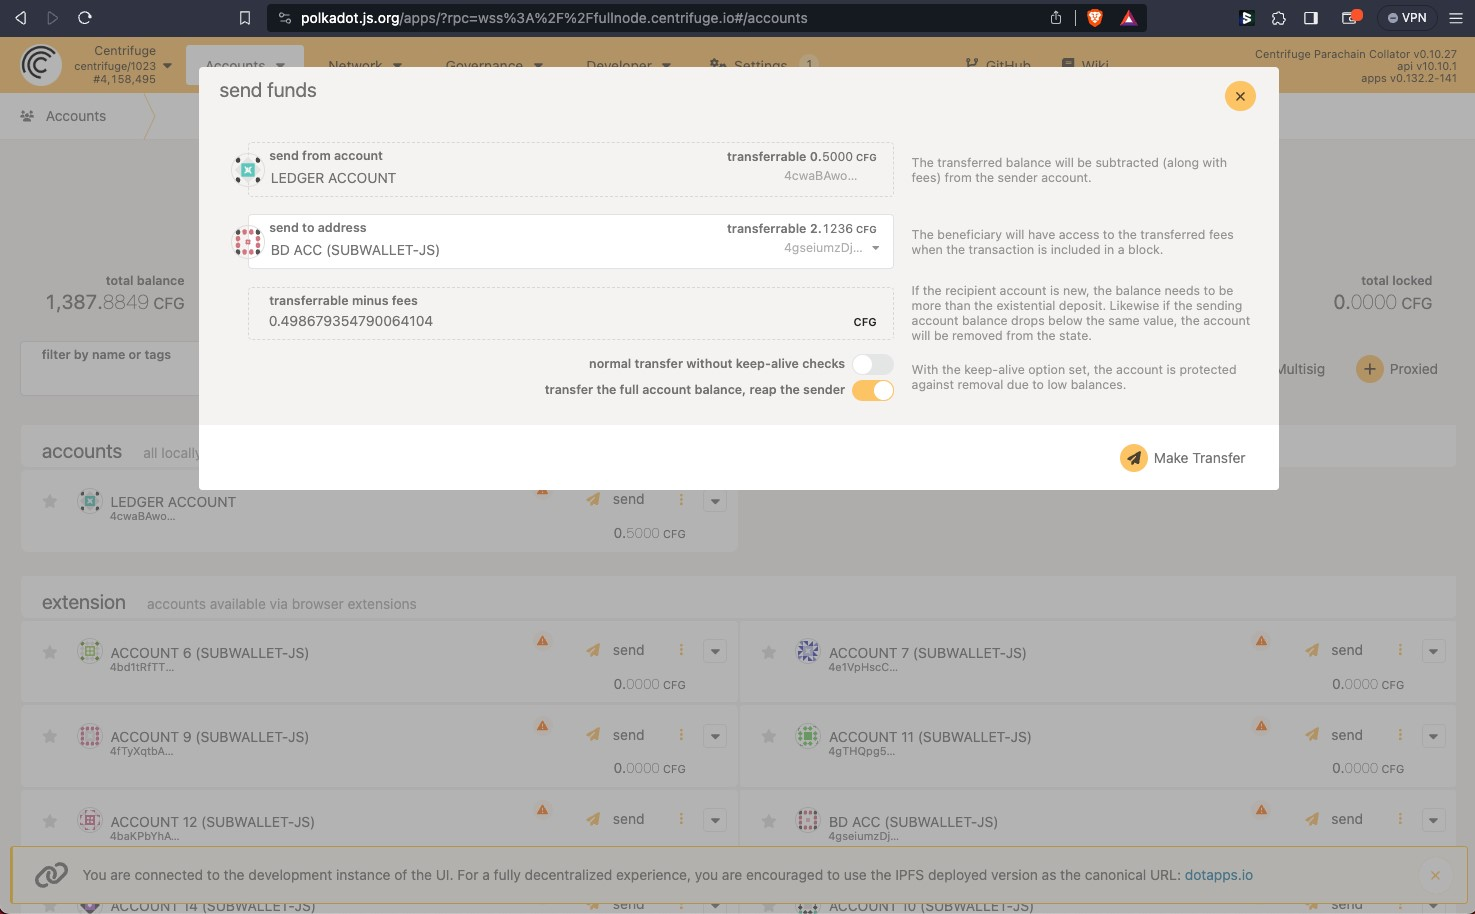 polkadot.js.org/apps/?rpc=wss%3A%2F%2Ffullnode.centrifuge.io#/accounts
VPN
Centrifuge
centrifuge/1023
#4,158,495
Accounts
Network
Governance
Developer
Settings
1
GitHub
Wiki
Centrifuge Parachain Collator v0.10.27
api v10.10.1
apps v0.132.2-141
Accounts
send funds
send from account
LEDGER ACCOUNT
transferrable 0.5000 CFG
4cwaBAwo...
The transferred balance will be subtracted (along with
fees) from the sender account.
send to address
BD ACC (SUBWALLET-JS)
transferrable 2.1236 CFG
4gseiumzDj...
The beneficiary will have access to the transferred fees
when the transaction is included in a block.
total balance
1,387.8849 CFG
transferrable minus fees
0.498679354790064104
CFG
If the recipient account is new, the balance needs to be
more than the existential deposit. Likewise if the sending
account balance drops below the same value, the account
will be removed from the state.
total locked
0.0000 CFG
filter by name or tags
normal transfer without keep-alive checks
transfer the full account balance, reap the sender
With the keep-alive option set, the account is protected
against removal due to low balances.
Multisig
Proxied
Make Transfer
accounts
all locally
LEDGER ACCOUNT
4cwaBAwo...
send
0.5000 CFG
extension
accounts available via browser extensions
ACCOUNT 6 (SUBWALLET-JS)
4bd1tRfTT...
send
0.0000 CFG
ACCOUNT 7 (SUBWALLET-JS)
4e1VpHscC...
send
0.0000 CFG
ACCOUNT 9 (SUBWALLET-JS)
4fTyXqtbA...
send
0.0000 CFG
ACCOUNT 11 (SUBWALLET-JS)
4gTHQpg5...
send
0.0000 CFG
ACCOUNT 12 (SUBWALLET-JS)
4baKPbYhA...
send
BD ACC (SUBWALLET-JS)
4gseiumzDj...
send
You are connected to the development instance of the UI. For a fully decentralized experience, you are encouraged to use the IPFS deployed version as the canonical URL: dotapps.io
ACCOUNT 14 (SUBWALLET-JS)
send
ACCOUNT 10 (SUBWALLET-JS)
send